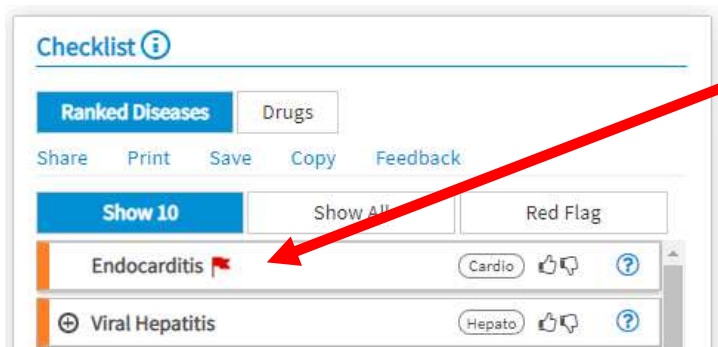 Checklist
Ranked Diseases Drugs
Share Print Save Copy Feedback
Show 10 Show All Red Flag
Endocarditis Cardio
Viral Hepatitis Hepato